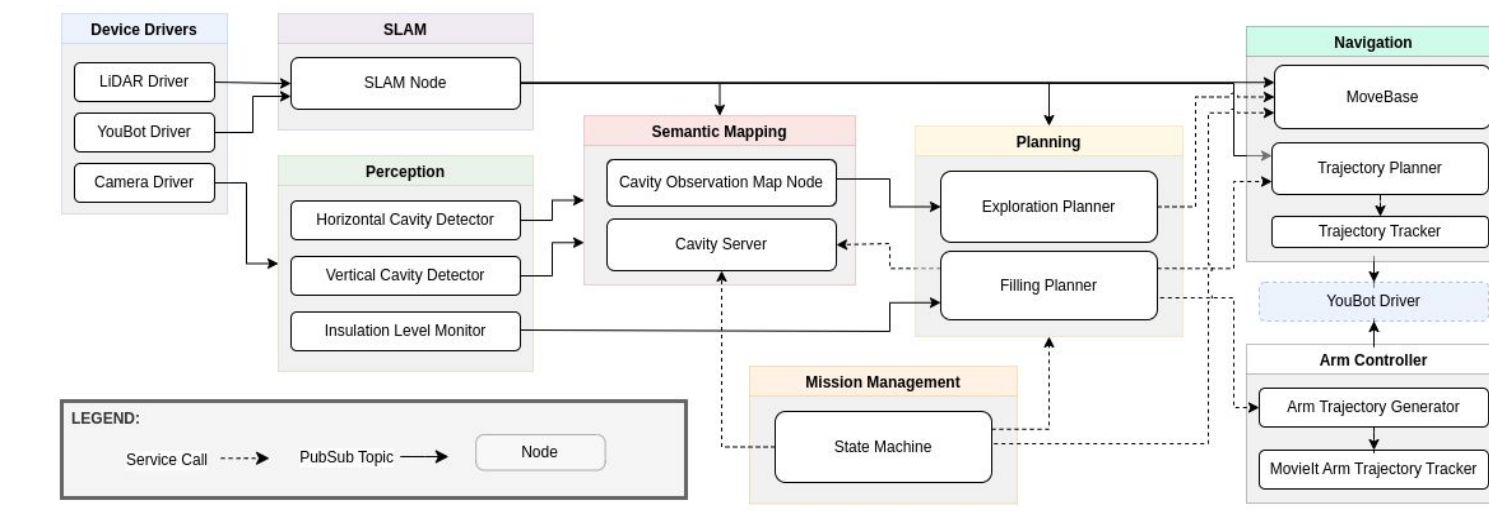 Device Drivers
LiDAR Driver
YouBot Driver
Camera Driver
SLAM
SLAM Node
Perception
Horizontal Cavity Detector
Vertical Cavity Detector
Insulation Level Monitor
Semantic Mapping
Cavity Observation Map Node
Cavity Server
Planning
Exploration Planner
Filling Planner
Mission Management
State Machine
Navigation
MoveBase
Trajectory Planner
Trajectory Tracker
YouBot Driver
Arm Controller
Arm Trajectory Generator
MovieIt Arm Trajectory Tracker
LEGEND:
Service Call
PubSub Topic
Node